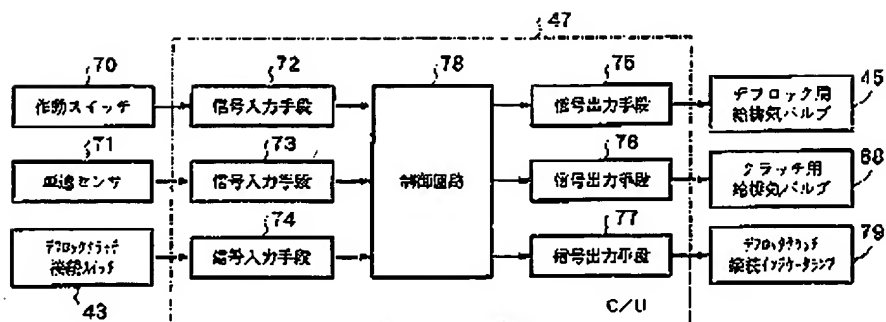 47
70
72
78
75
45
作動スイッチ
信号入力手段
信号出力手段
デフロック用
給排気バルブ
71
73
76
68
車速センサ
信号入力手段
制御回路
信号出力手段
クラッチ用
給排気バルブ
74
77
79
デフロッククラッチ
接続スイッチ
信号入力手段
信号出力手段
デフロッククラッチ
接続インジケータランプ
43
C/U